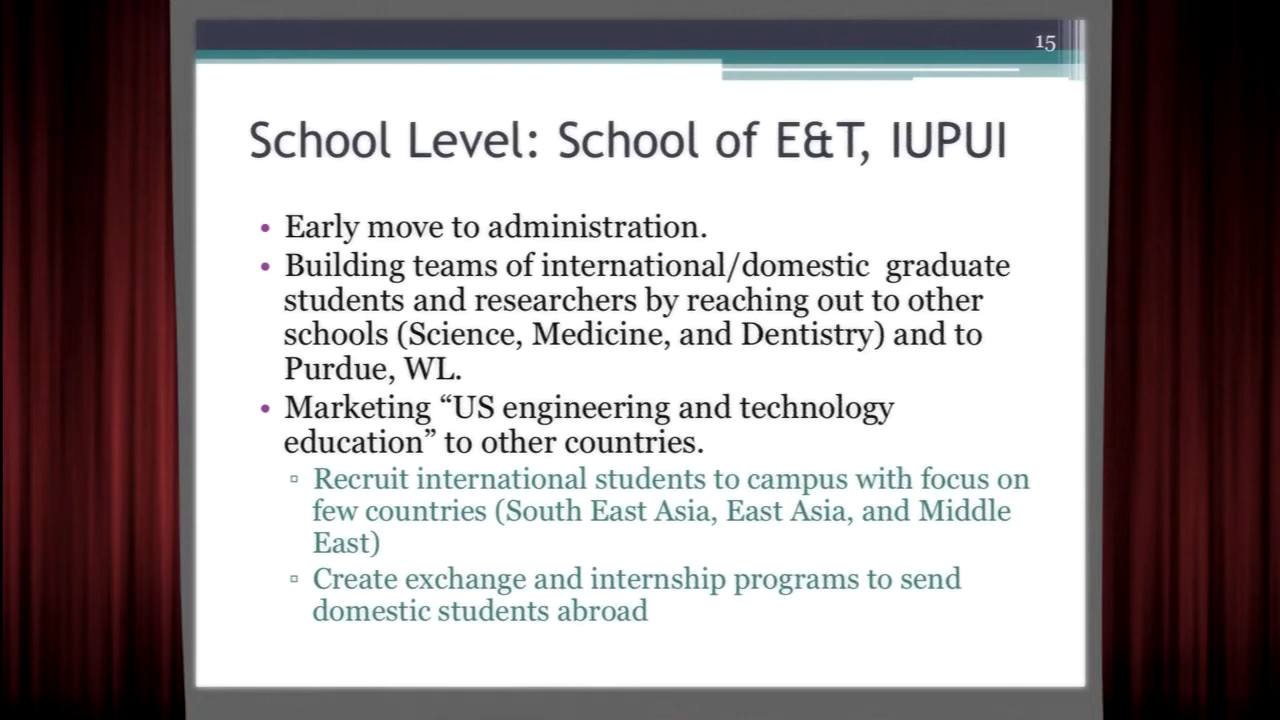 15
School Level: School of E&T, IUPUI
• Early move to administration.
• Building teams of international/domestic graduate
students and researchers by reaching out to other
schools (Science, Medicine, and Dentistry) and to
Purdue, WL.
• Marketing “US engineering and technology
education” to other countries.
▫ Recruit international students to campus with focus on
few countries (South East Asia, East Asia, and Middle
East)
▫ Create exchange and internship programs to send
domestic students abroad